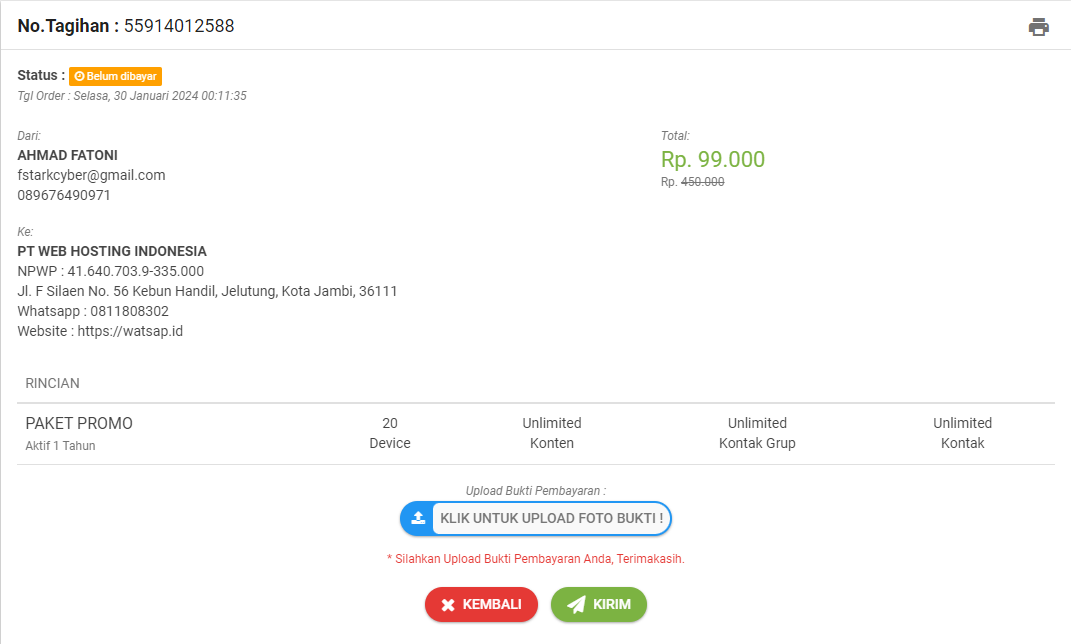 No.Tagihan : 55914012588
Status : Belum dibayar
Tgl Order : Selasa, 30 Januari 2024 00:11:35
Dari:
AHMAD FATONI
fstarkcyber@gmail.com
089676490971
Total:
Rp. 99.000
Rp. 450.000
Ke:
PT WEB HOSTING INDONESIA
NPWP : 41.640.703.9-335.000
Jl. F Silaen No. 56 Kebun Handil, Jelutung, Kota Jambi, 36111
Whatsapp : 0811808302
Website : https://watsap.id
RINCIAN
PAKET PROMO
Aktif 1 Tahun
20
Device
Unlimited
Konten
Unlimited
Kontak Grup
Unlimited
Kontak
Upload Bukti Pembayaran :
KLIK UNTUK UPLOAD FOTO BUKTI !
* Silahkan Upload Bukti Pembayaran Anda, Terimakasih.
KEMBALI
KIRIM